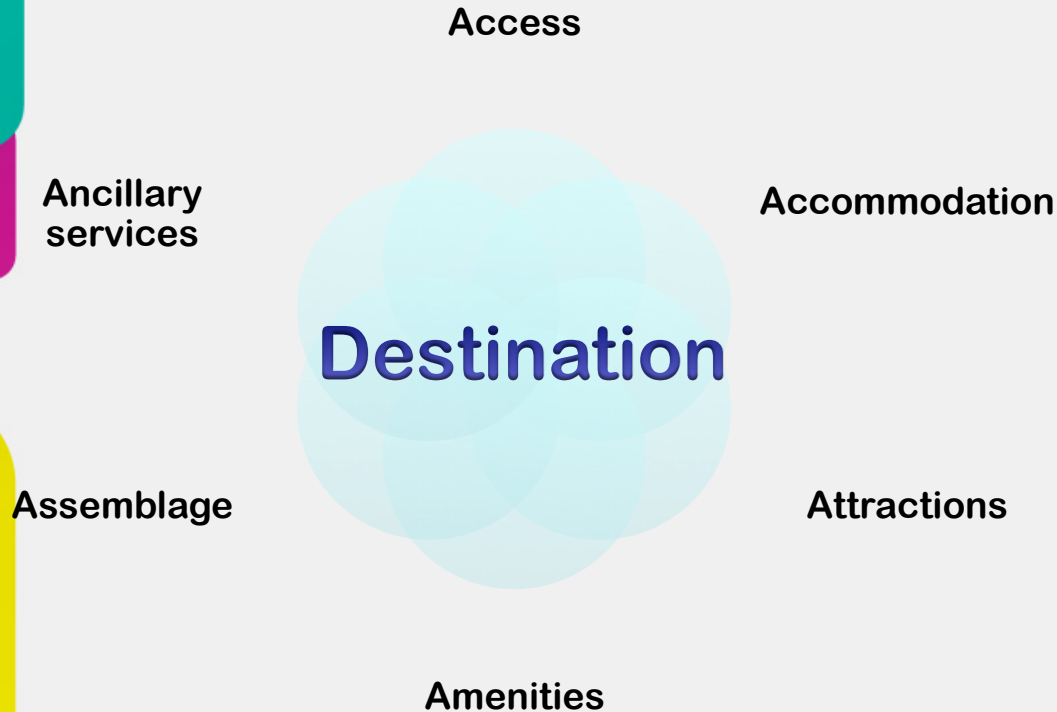 Access
Ancillary
services
Accommodation
Destination
Assemblage
Attractions
Amenities